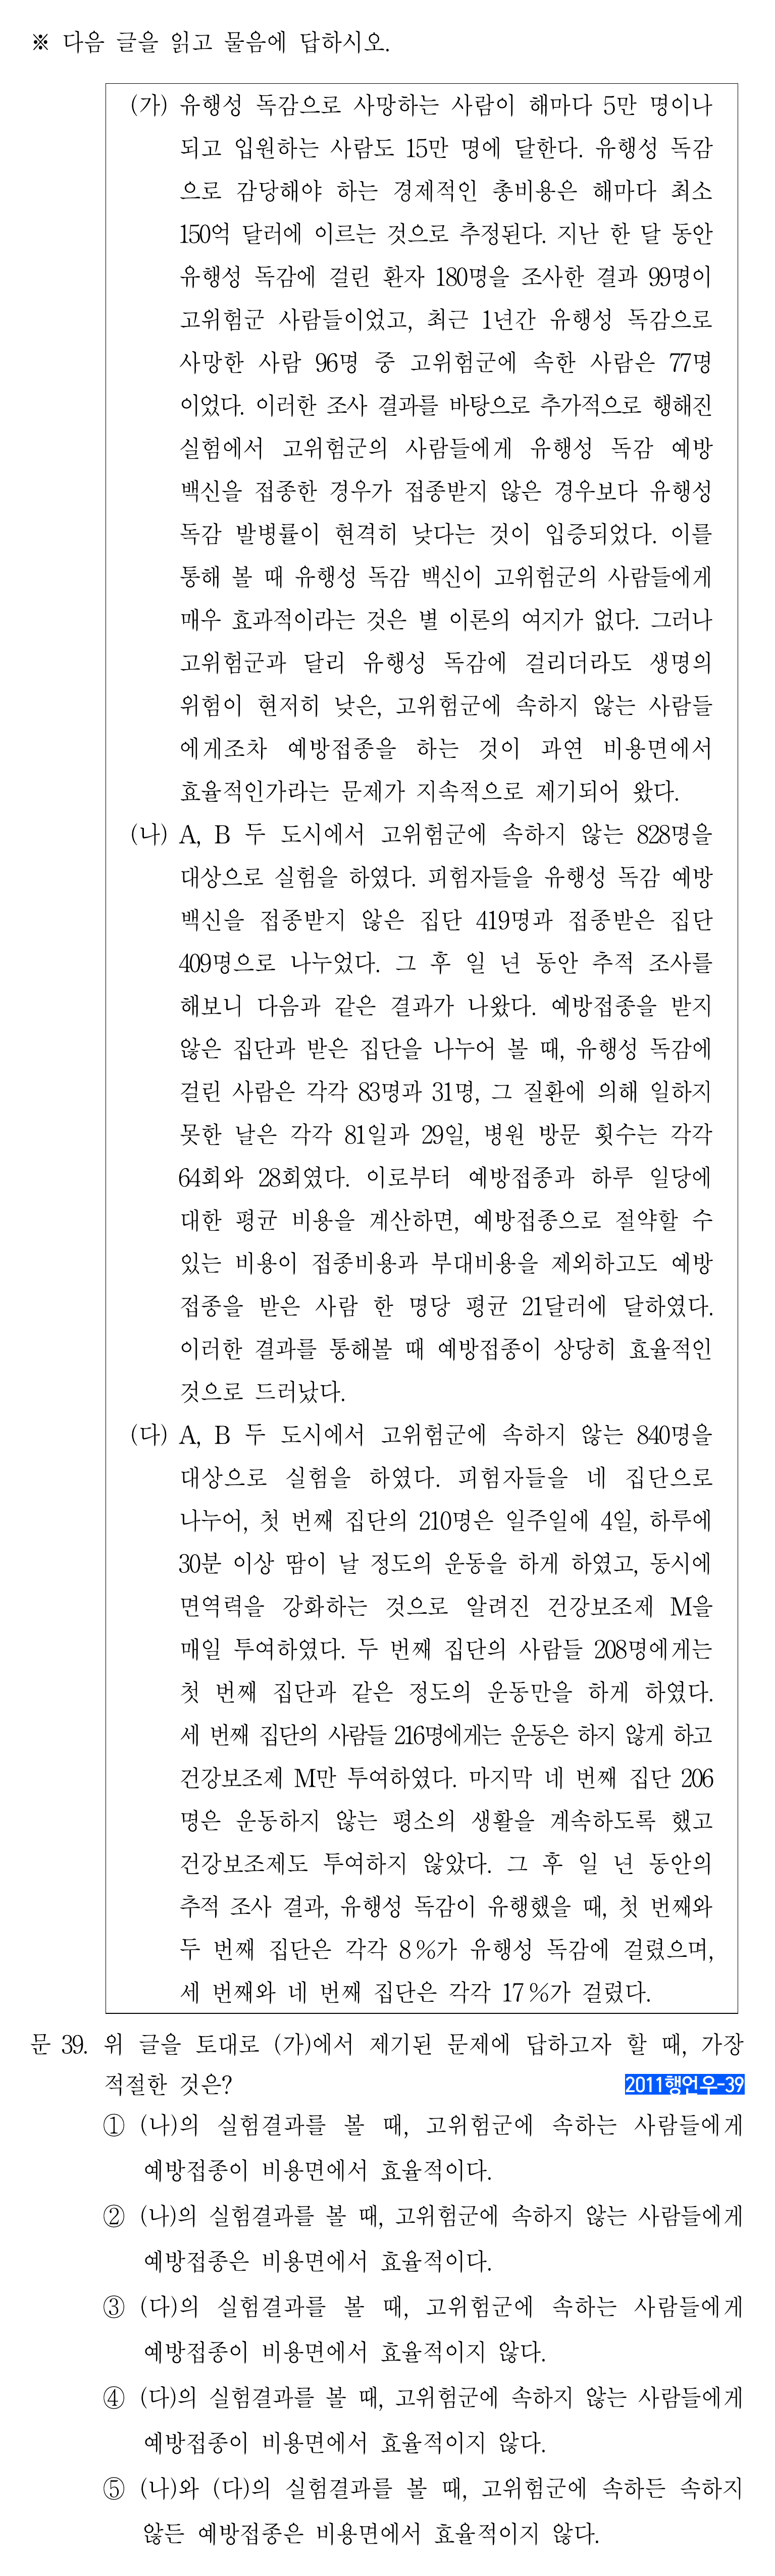 ※ 다음 글을 읽고 물음에 답하시오.
(가) 유행성 독감으로 사망하는 사람이 해마다 5만 명이나
되고 입원하는 사람도 15만 명에 달한다. 유행성 독감
으로 감당해야 하는 경제적인 총비용은 해마다 최소
150억 달러에 이르는 것으로 추정된다. 지난 한 달 동안
유행성 독감에 걸린 환자 180명을 조사한 결과 99명이
고위험군 사람들이었고, 최근 1년간 유행성 독감으로
사망한 사람 96명 중 고위험군에 속한 사람은 77명
이었다. 이러한 조사 결과를 바탕으로 추가적으로 행해진
실험에서 고위험군의 사람들에게 유행성 독감 예방
백신을 접종한 경우가 접종받지 않은 경우보다 유행성
독감 발병률이 현격히 낮다는 것이 입증되었다. 이를
통해 볼 때 유행성 독감 백신이 고위험군의 사람들에게
매우 효과적이라는 것은 별 이론의 여지가 없다. 그러나
고위험군과 달리 유행성 독감에 걸리더라도 생명의
위험이 현저히 낮은, 고위험군에 속하지 않는 사람들
에게조차 예방접종을 하는 것이 과연 비용면에서
효율적인가라는 문제가 지속적으로 제기되어 왔다.
(나) A, B 두 도시에서 고위험군에 속하지 않는 828명을
대상으로 실험을 하였다. 피험자들을 유행성 독감 예방
백신을 접종받지 않은 집단 419명과 접종받은 집단
409명으로 나누었다. 그 후 일 년 동안 추적 조사를
해보니 다음과 같은 결과가 나왔다. 예방접종을 받지
않은 집단과 받은 집단을 나누어 볼 때, 유행성 독감에
걸린 사람은 각각 83명과 31명, 그 질환에 의해 일하지
못한 날은 각각 81일과 29일, 병원 방문 횟수는 각각
64회와 28회였다. 이로부터 예방접종과 하루 일당에
대한 평균 비용을 계산하면, 예방접종으로 절약할 수
있는 비용이 접종비용과 부대비용을 제외하고도 예방
접종을 받은 사람 한 명당 평균 21달러에 달하였다.
이러한 결과를 통해볼 때 예방접종이 상당히 효율적인
것으로 드러났다.
(다) A, B 두 도시에서 고위험군에 속하지 않는 840명을
대상으로 실험을 하였다. 피험자들을 네 집단으로
나누어, 첫 번째 집단의 210명은 일주일에 4일, 하루에
30분 이상 땀이 날 정도의 운동을 하게 하였고, 동시에
면역력을 강화하는 것으로 알려진 건강보조제 M을
매일 투여하였다. 두 번째 집단의 사람들 208명에게는
첫 번째 집단과 같은 정도의 운동만을 하게 하였다.
세 번째 집단의 사람들 216명에게는 운동은 하지 않게 하고
건강보조제 M만 투여하였다. 마지막 네 번째 집단 206
명은 운동하지 않는 평소의 생활을 계속하도록 했고
건강보조제도 투여하지 않았다. 그 후 일 년 동안의
추적 조사 결과, 유행성 독감이 유행했을 때, 첫 번째와
두 번째 집단은 각각 8%가 유행성 독감에 걸렸으며,
세 번째와 네 번째 집단은 각각 17%가 걸렸다.
문 39. 위 글을 토대로 (가)에서 제기된 문제에 답하고자 할 때, 가장
적절한 것은? 2011행언우-39
① (나)의 실험결과를 볼 때, 고위험군에 속하는 사람들에게
예방접종이 비용면에서 효율적이다.
② (나)의 실험결과를 볼 때, 고위험군에 속하지 않는 사람들에게
예방접종은 비용면에서 효율적이다.
③ (다)의 실험결과를 볼 때, 고위험군에 속하는 사람들에게
예방접종이 비용면에서 효율적이지 않다.
④ (다)의 실험결과를 볼 때, 고위험군에 속하지 않는 사람들에게
예방접종이 비용면에서 효율적이지 않다.
⑤ (나)와 (다)의 실험결과를 볼 때, 고위험군에 속하든 속하지
않든 예방접종은 비용면에서 효율적이지 않다.